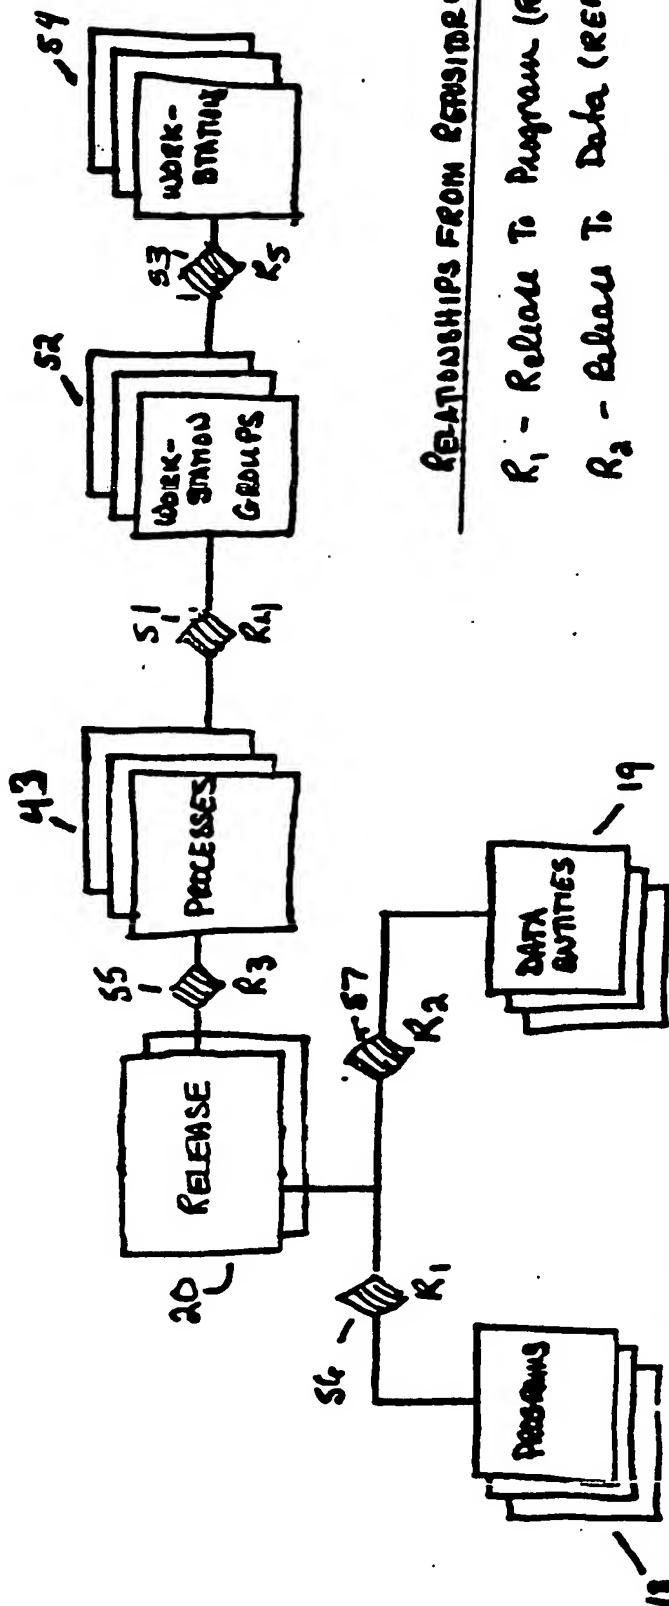 54
WORK-
STATION
53
R5
52
WORK-
STATION
GROUPS
51
R4
43
PROCESSES
55
R3
RELEASE
20
57
R2
56
R1
DATA
ENTITIES
19
PROGRAMS
18
RELATIONSHIPS FROM
R1 - Release To Program
R2 - Release To Data